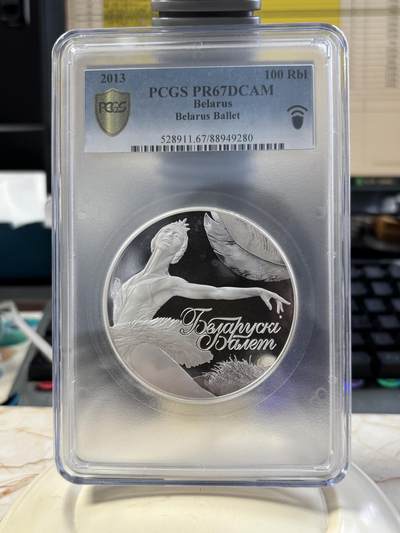 2013 100 Rbl
PCGS PR67DCAM
Belarus
Belarus Ballet
528911.67/88949280
PCGS
Беларускі
Балет